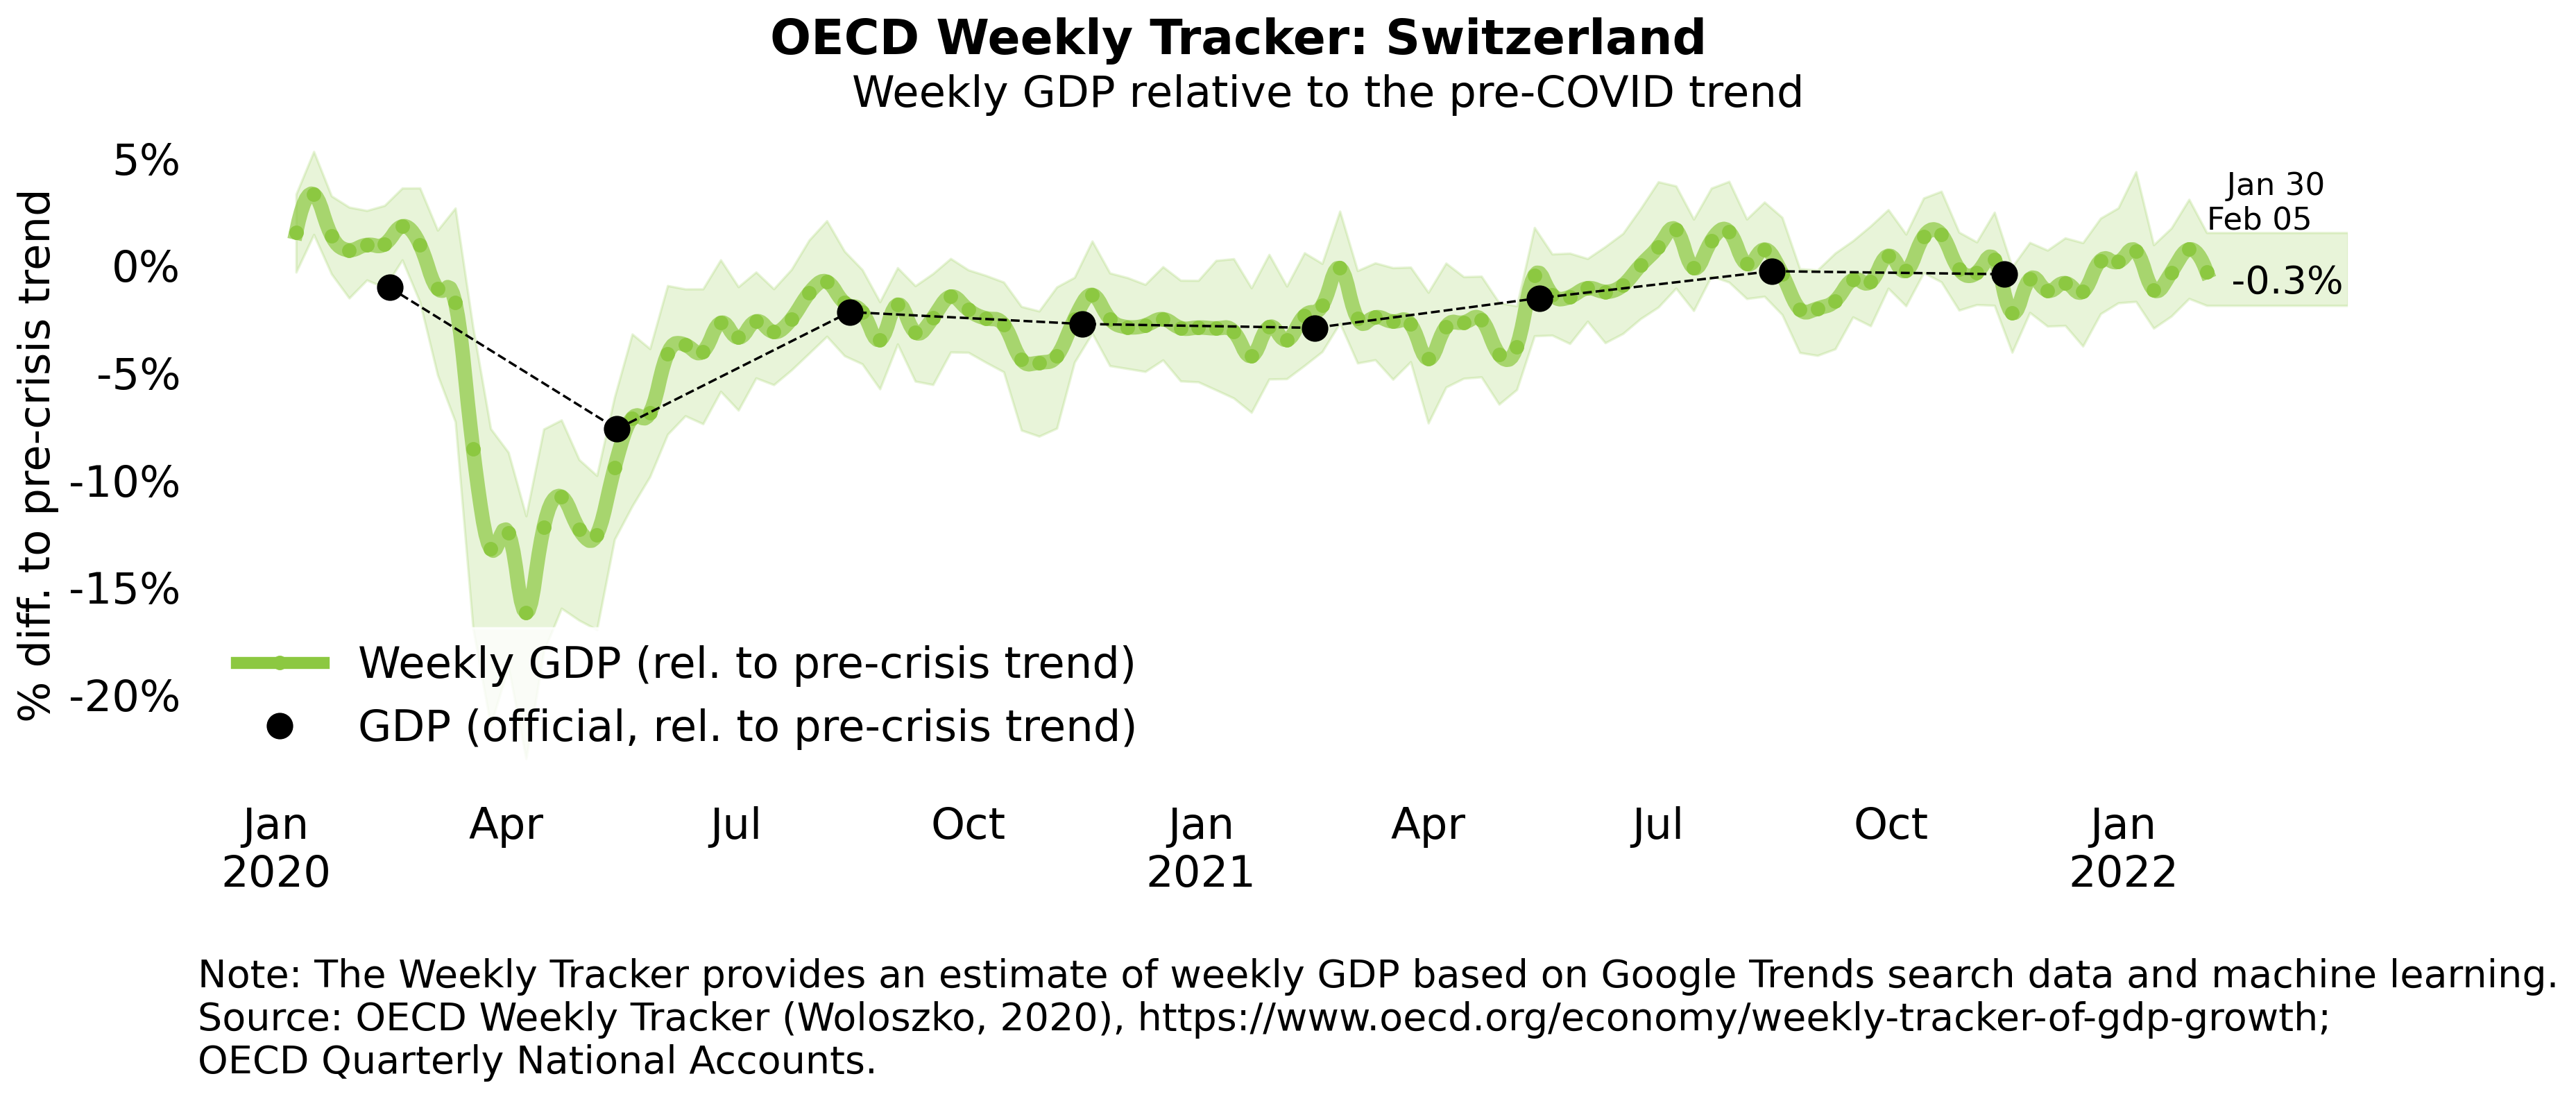 OECD Weekly Tracker: Switzerland
Weekly GDP relative to the pre-COVID trend
% diff. to pre-crisis trend
5%
0%
-5%
-10%
-15%
-20%
Jan 30
Feb 05
-0.3%
Weekly GDP (rel. to pre-crisis trend)
GDP (official, rel. to pre-crisis trend)
Jan Apr Jul Oct Jan Apr Jul Oct Jan
2020 2021 2022
Note: The Weekly Tracker provides an estimate of weekly GDP based on Google Trends search data and machine learning.
Source: OECD Weekly Tracker (Woloszko, 2020), https://www.oecd.org/economy/weekly-tracker-of-gdp-growth;
OECD Quarterly National Accounts.